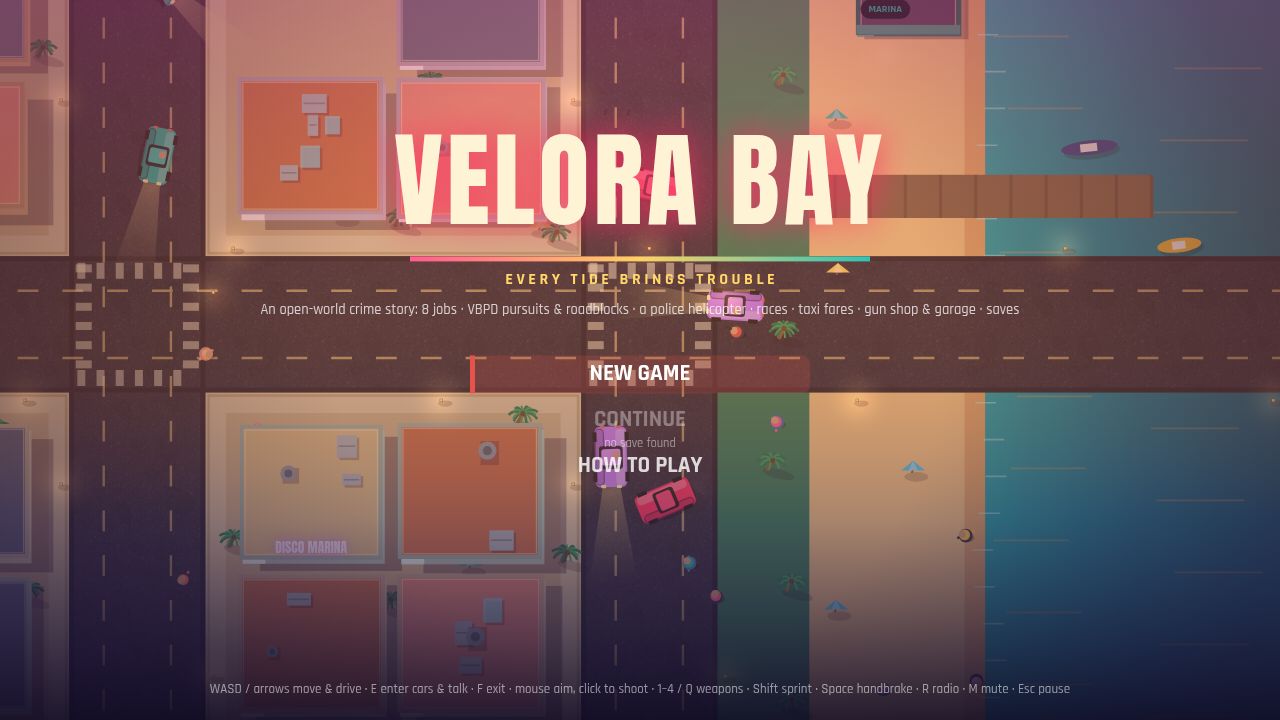 MARINA
VELORA BAY
EVERY TIDE BRINGS TROUBLE
An open-world crime story: 8 jobs · VBPD pursuits & roadblocks · a police helicopter · races · taxi fares · gun shop & garage · saves
NEW GAME
CONTINUE
no save found
HOW TO PLAY
DISCO MARINA
WASD / arrows move & drive · E enter cars & talk · F exit · mouse aim, click to shoot · 1–4 / Q weapons · Shift sprint · Space handbrake · R radio · M mute · Esc pause